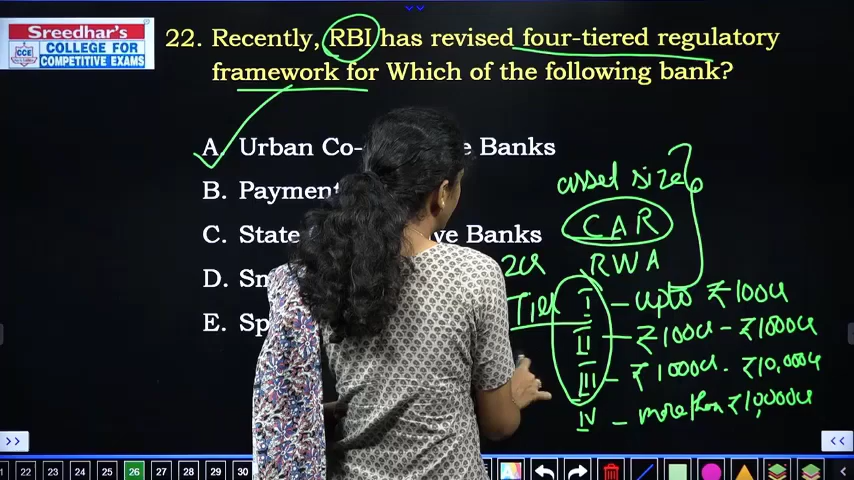 Sreedhar's
CCE
COLLEGE FOR
COMPETITIVE EXAMS
22. Recently, RBI has revised four-tiered regulatory
framework for Which of the following bank?
A. Urban Co- e Banks
B. Payment
C. State ve Banks
D. Sm
E. Sp
asset size
CAR
RWA
2cr
Tier
I - upto ₹100cr
II - ₹100cr - ₹1000cr
III - ₹1000cr - ₹10,000cr
IV - more than ₹10,000cr
>>
<<
22 23 24 25 26 27 28 29 30